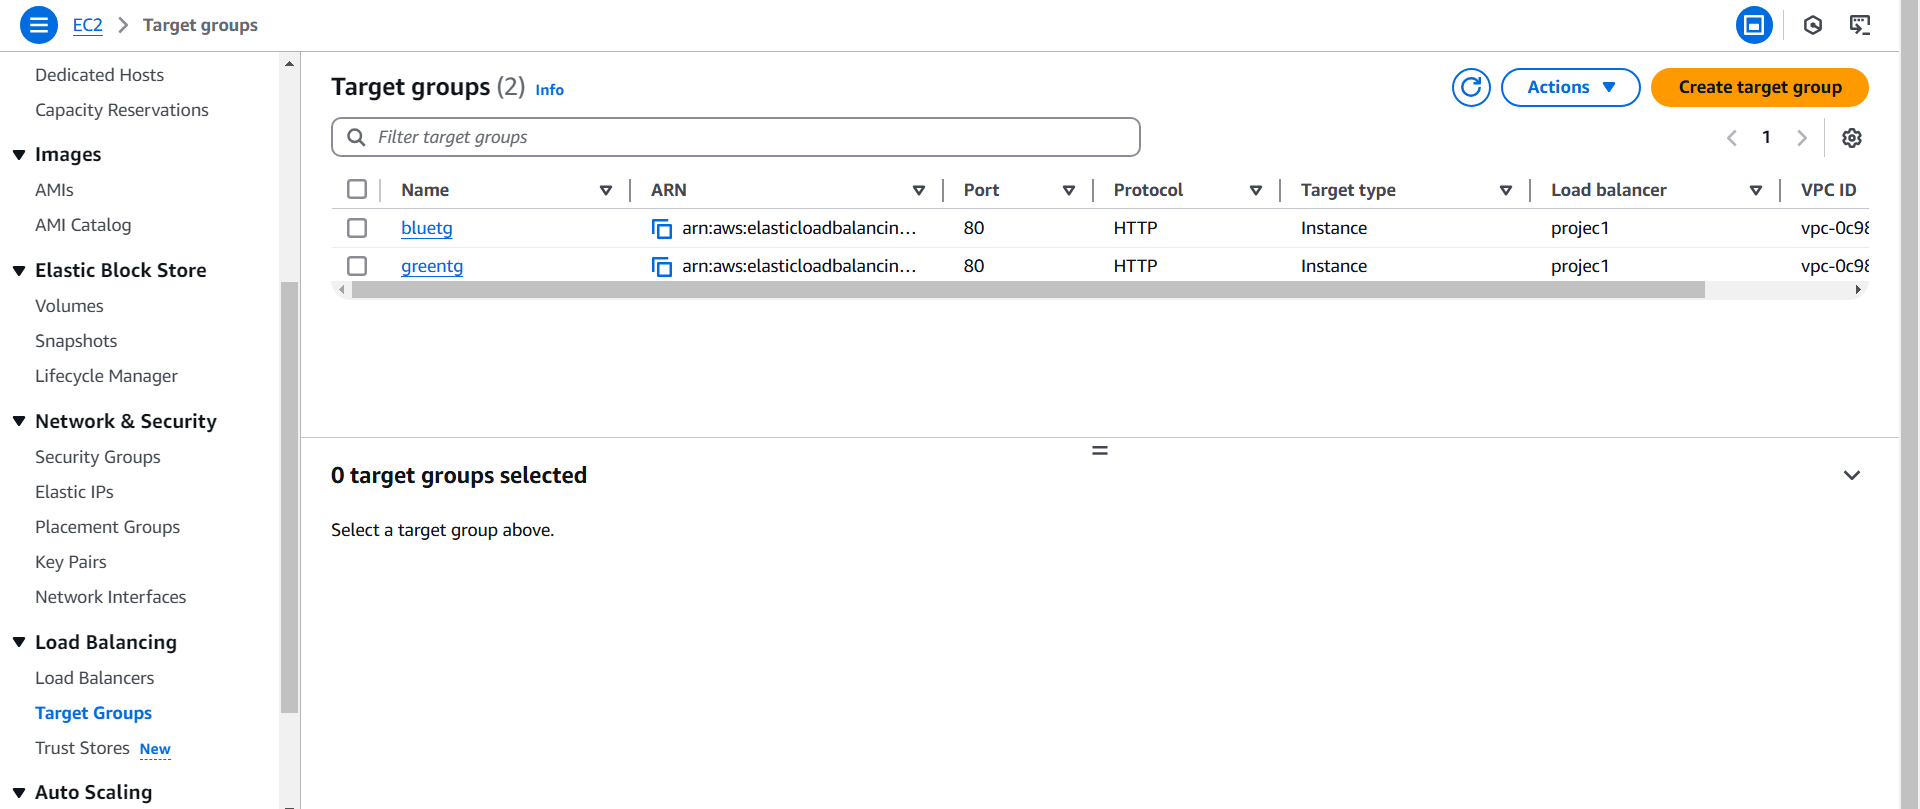 EC2 Target groups
Dedicated Hosts
Capacity Reservations
Images
AMIs
AMI Catalog
Elastic Block Store
Volumes
Snapshots
Lifecycle Manager
Network & Security
Security Groups
Elastic IPs
Placement Groups
Key Pairs
Network Interfaces
Load Balancing
Load Balancers
Target Groups
Trust Stores New
Auto Scaling
Target groups (2) Info
Actions
Create target group
Filter target groups
1
Name ARN Port Protocol Target type Load balancer VPC ID
bluetg arn:aws:elasticloadbalancin... 80 HTTP Instance projec1 vpc-0c98
greentg arn:aws:elasticloadbalancin... 80 HTTP Instance projec1 vpc-0c98
0 target groups selected
Select a target group above.